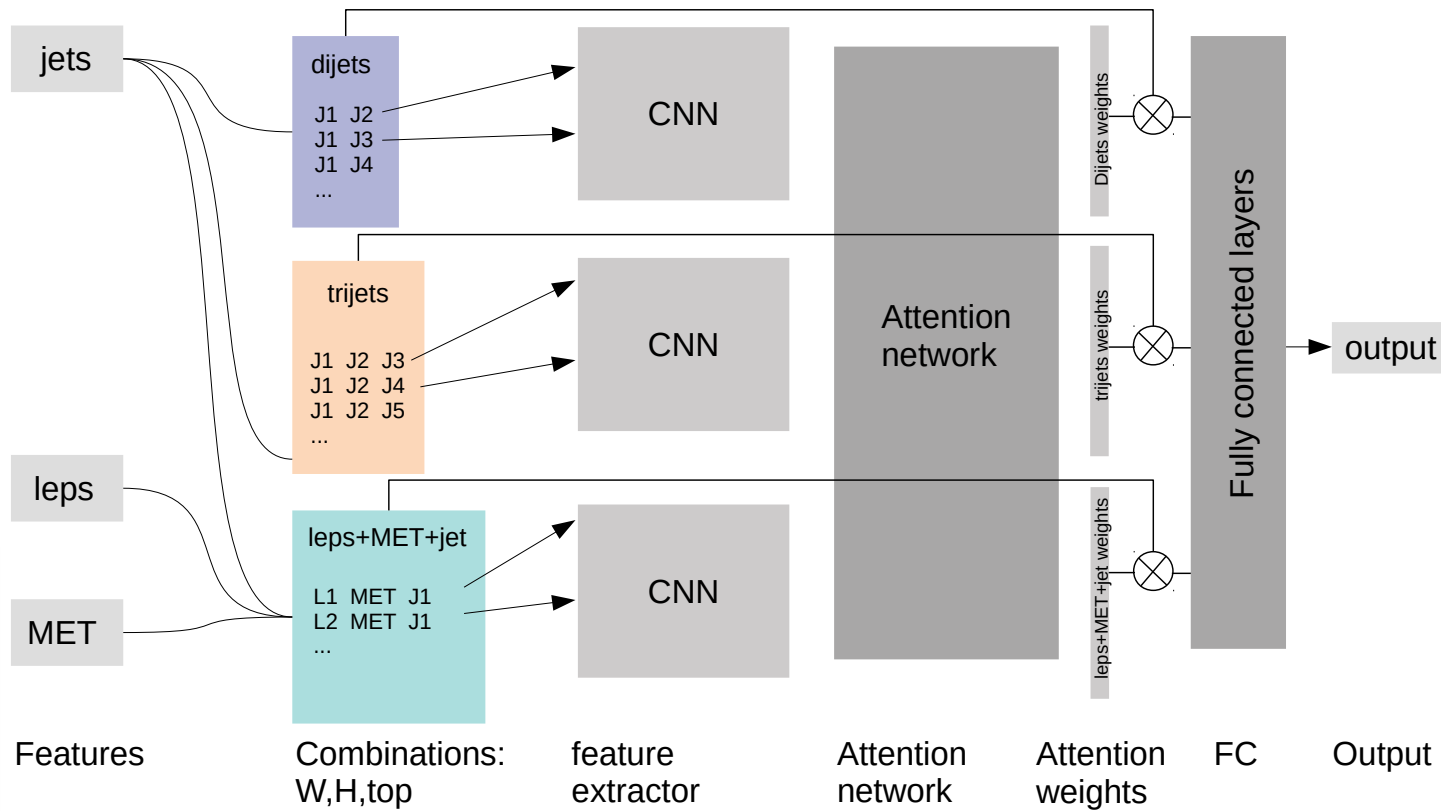 jets
leps
MET
dijets
J1 J2
J1 J3
J1 J4
...
trijets
J1 J2 J3
J1 J2 J4
J1 J2 J5
...
leps+MET+jet
L1 MET J1
L2 MET J1
...
CNN
CNN
CNN
Attention
network
Dijets weights
trijets weights
leps+MET+jet weights
Fully connected layers
output
Features
Combinations:
W,H,top
feature
extractor
Attention
network
Attention
weights
FC
Output